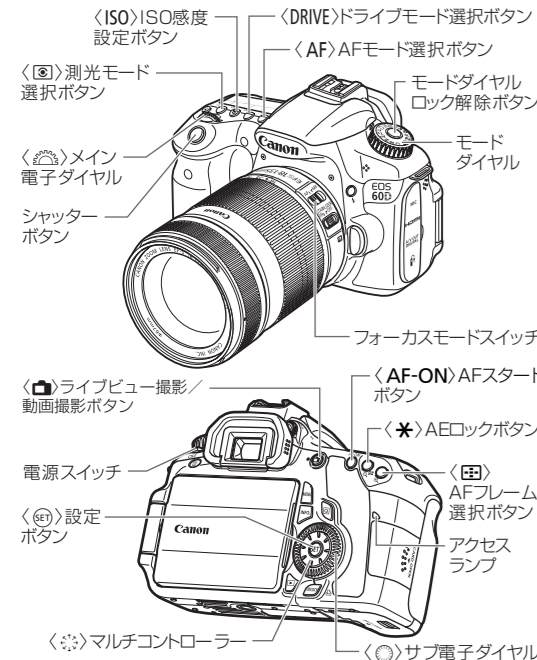 〈ISO〉ISO感度
設定ボタン
〈DRIVE〉ドライブモード選択ボタン
〈AF〉AFモード選択ボタン
〈〉測光モード
選択ボタン
モードダイヤル
ロック解除ボタン
〈〉メイン
電子ダイヤル
モード
ダイヤル
シャッター
ボタン
Canon
EOS
60D
フォーカスモードスイッチ
〈〉ライブビュー撮影／
動画撮影ボタン
〈AF-ON〉AFスタート
ボタン
〈＊〉AEロックボタン
電源スイッチ
〈〉
AFフレーム
選択ボタン
〈SET〉設定
ボタン
Canon
SET
アクセス
ランプ
〈〉マルチコントローラー
〈〉サブ電子ダイヤル